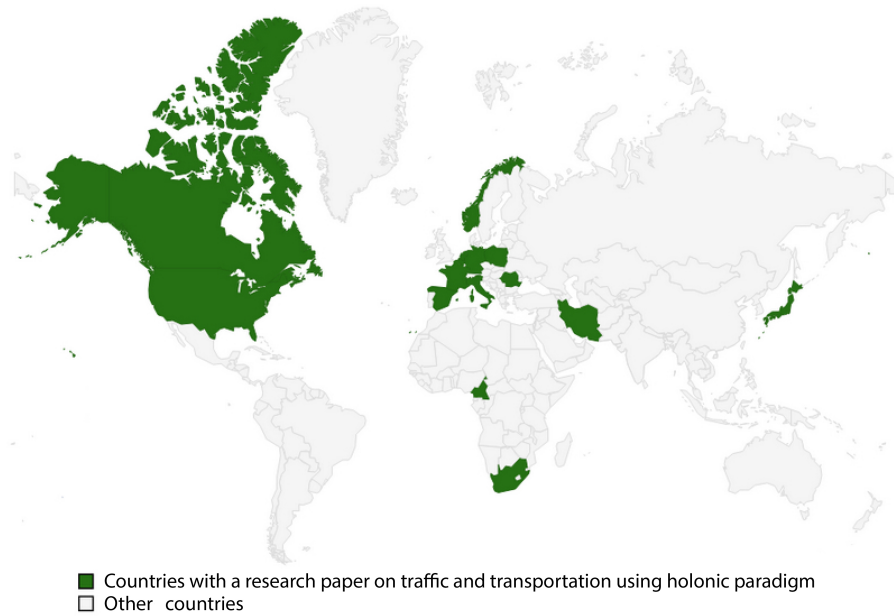 Countries with a research paper on traffic and transportation using holonic paradigm
Other countries